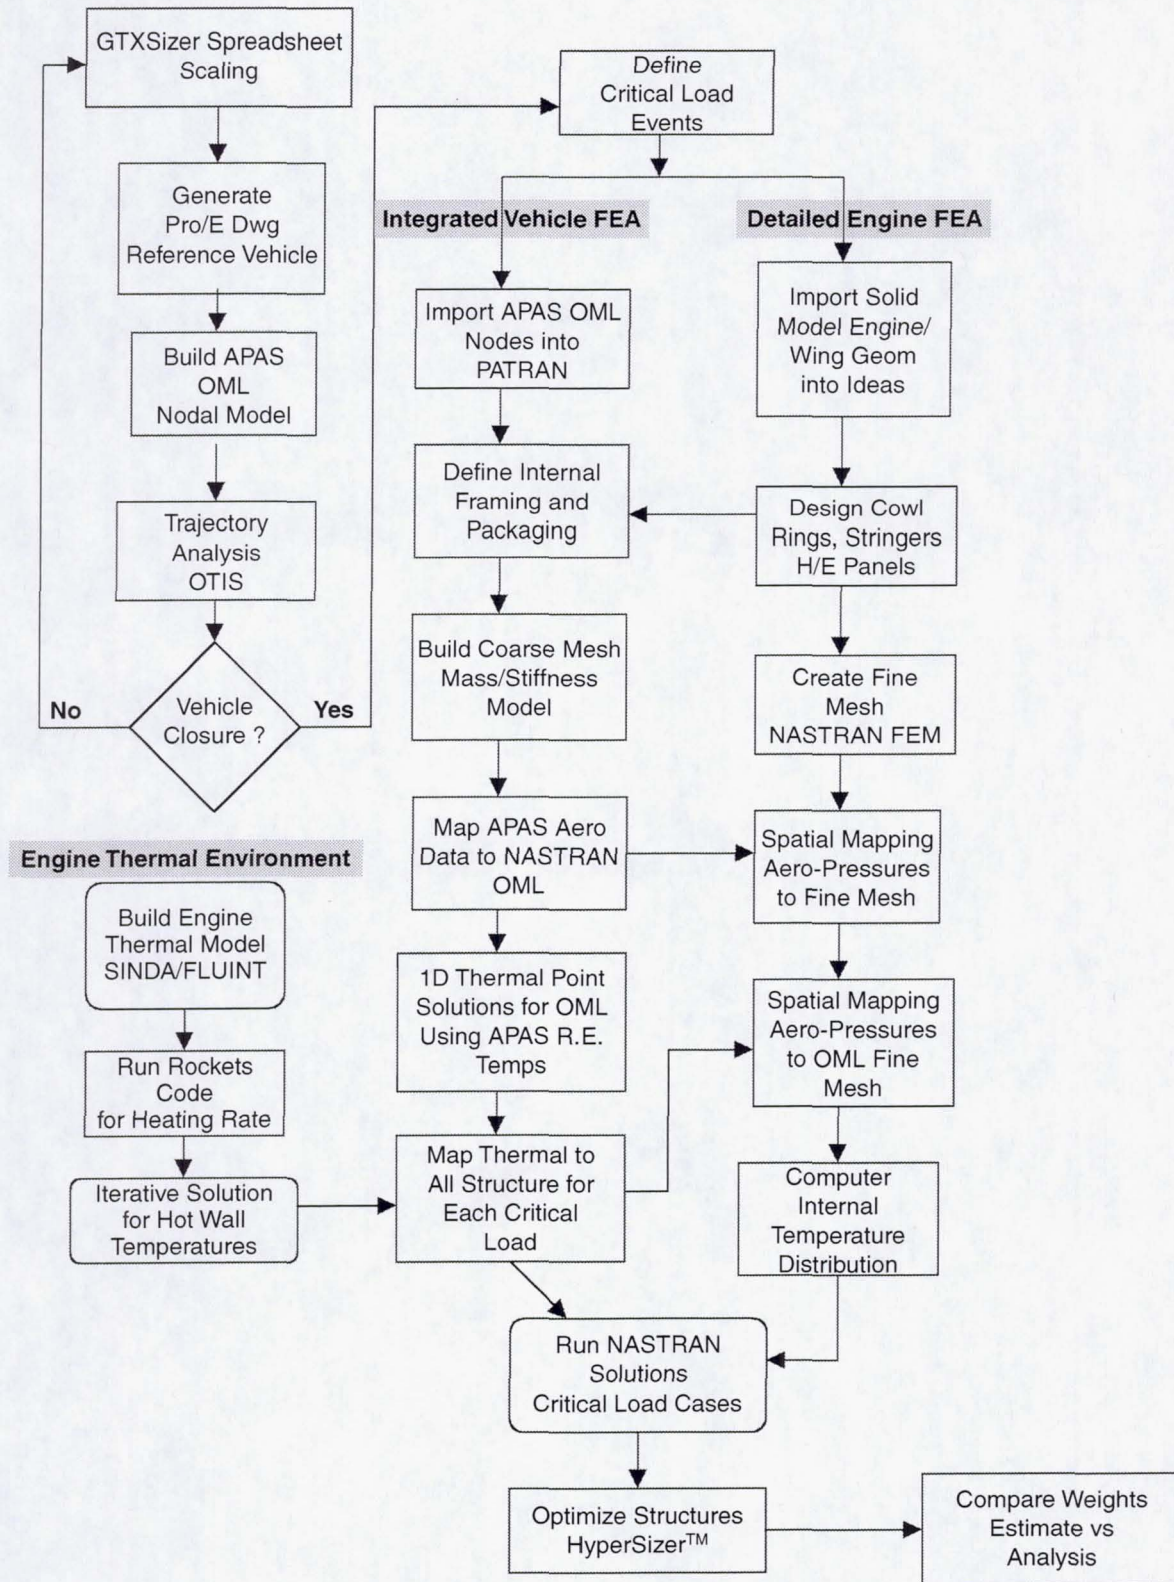 GTXSizer Spreadsheet
Scaling
Generate
Pro/E Dwg
Reference Vehicle
Build APAS
OML
Nodal Model
Trajectory
Analysis
OTIS
No
Vehicle
Closure ?
Yes
Define
Critical Load
Events
Integrated Vehicle FEA
Import APAS OML
Nodes into
PATRAN
Define Internal
Framing and
Packaging
Build Coarse Mesh
Mass/Stiffness
Model
Map APAS Aero
Data to NASTRAN
OML
1D Thermal Point
Solutions for OML
Using APAS R.E.
Temps
Map Thermal to
All Structure for
Each Critical
Load
Detailed Engine FEA
Import Solid
Model Engine/
Wing Geom
into Ideas
Design Cowl
Rings, Stringers
H/E Panels
Create Fine
Mesh
NASTRAN FEM
Spatial Mapping
Aero-Pressures
to Fine Mesh
Spatial Mapping
Aero-Pressures
to OML Fine
Mesh
Computer
Internal
Temperature
Distribution
Engine Thermal Environment
Build Engine
Thermal Model
SINDA/FLUINT
Run Rockets
Code
for Heating Rate
Iterative Solution
for Hot Wall
Temperatures
Run NASTRAN
Solutions
Critical Load Cases
Optimize Structures
HyperSizer™
Compare Weights
Estimate vs
Analysis